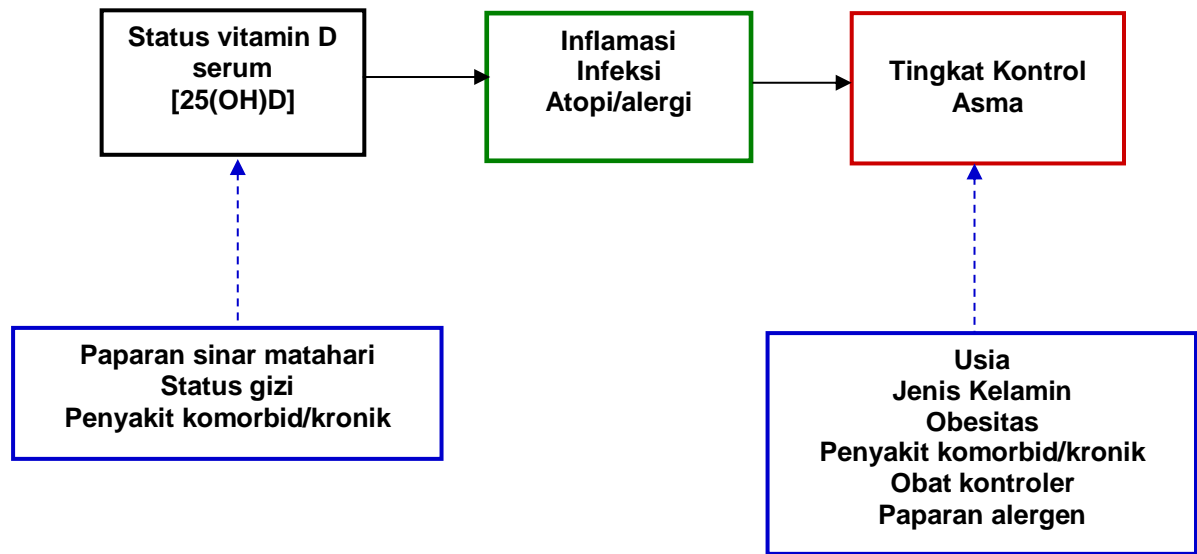 Status vitamin D
serum
[25(OH)D]
Inflamasi
Infeksi
Atopi/alergi
Tingkat Kontrol
Asma
Paparan sinar matahari
Status gizi
Penyakit komorbid/kronik
Usia
Jenis Kelamin
Obesitas
Penyakit komorbid/kronik
Obat kontroler
Paparan alergen